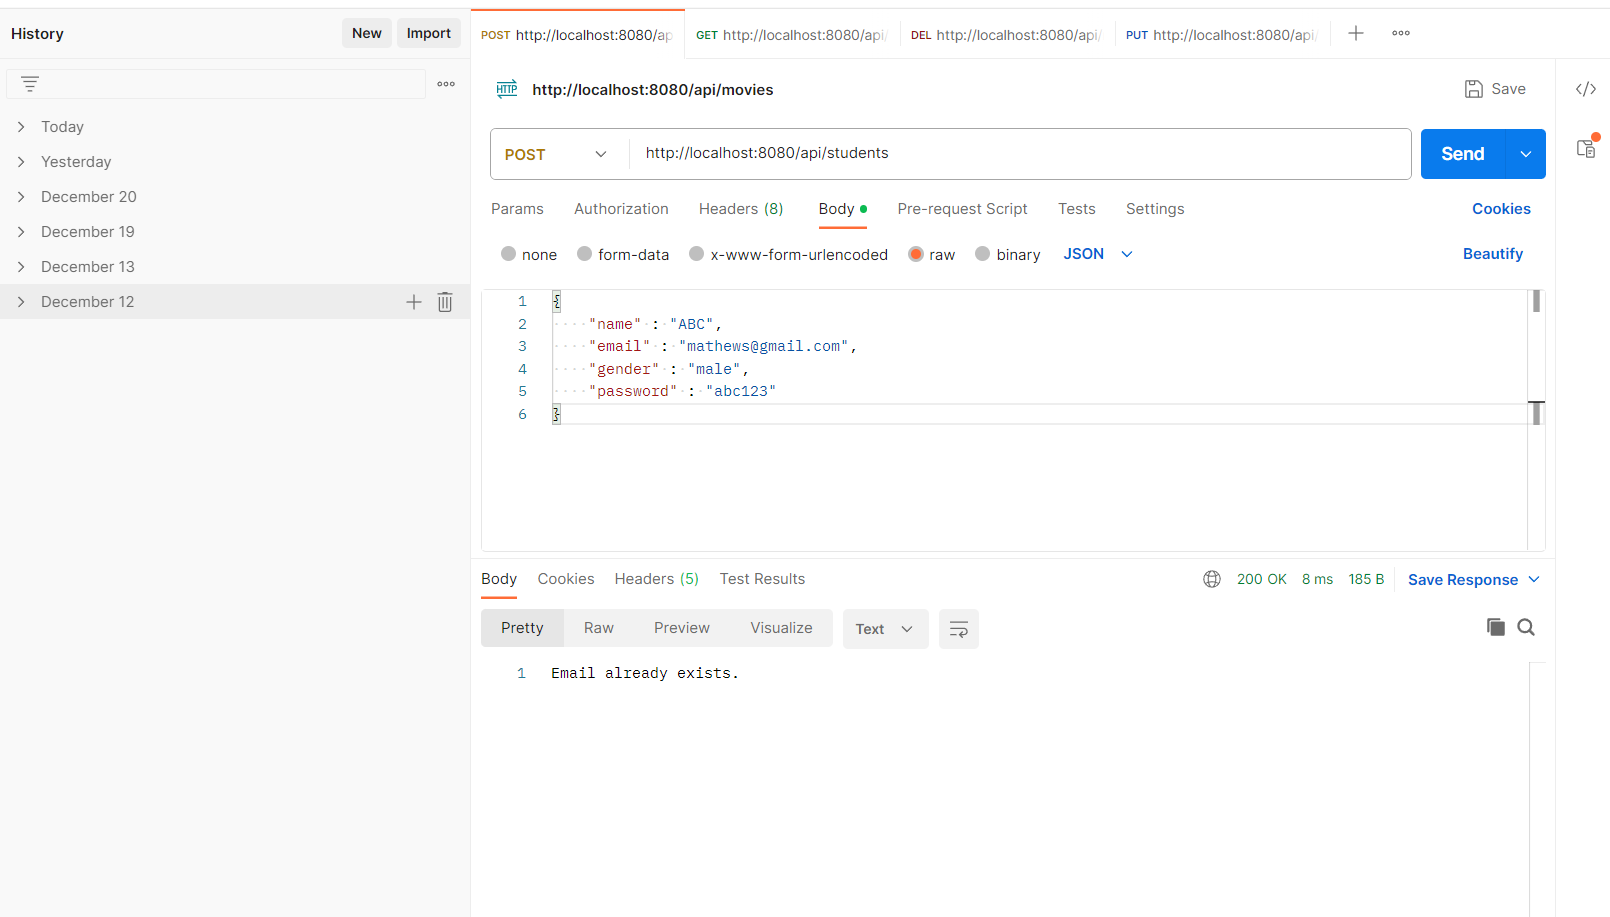 History
New
Import
POST http://localhost:8080/ap
GET http://localhost:8080/api/
DEL http://localhost:8080/api/
PUT http://localhost:8080/api/
HTTP http://localhost:8080/api/movies
Save
Today
Yesterday
December 20
December 19
December 13
December 12
POST
http://localhost:8080/api/students
Send
Params
Authorization
Headers (8)
Body
Pre-request Script
Tests
Settings
Cookies
none
form-data
x-www-form-urlencoded
raw
binary
JSON
Beautify
1 {
2 "name" : "ABC",
3 "email" : "mathews@gmail.com",
4 "gender" : "male",
5 "password" : "abc123"
6 }
Body
Cookies
Headers (5)
Test Results
200 OK
8 ms
185 B
Save Response
Pretty
Raw
Preview
Visualize
Text
1 Email already exists.